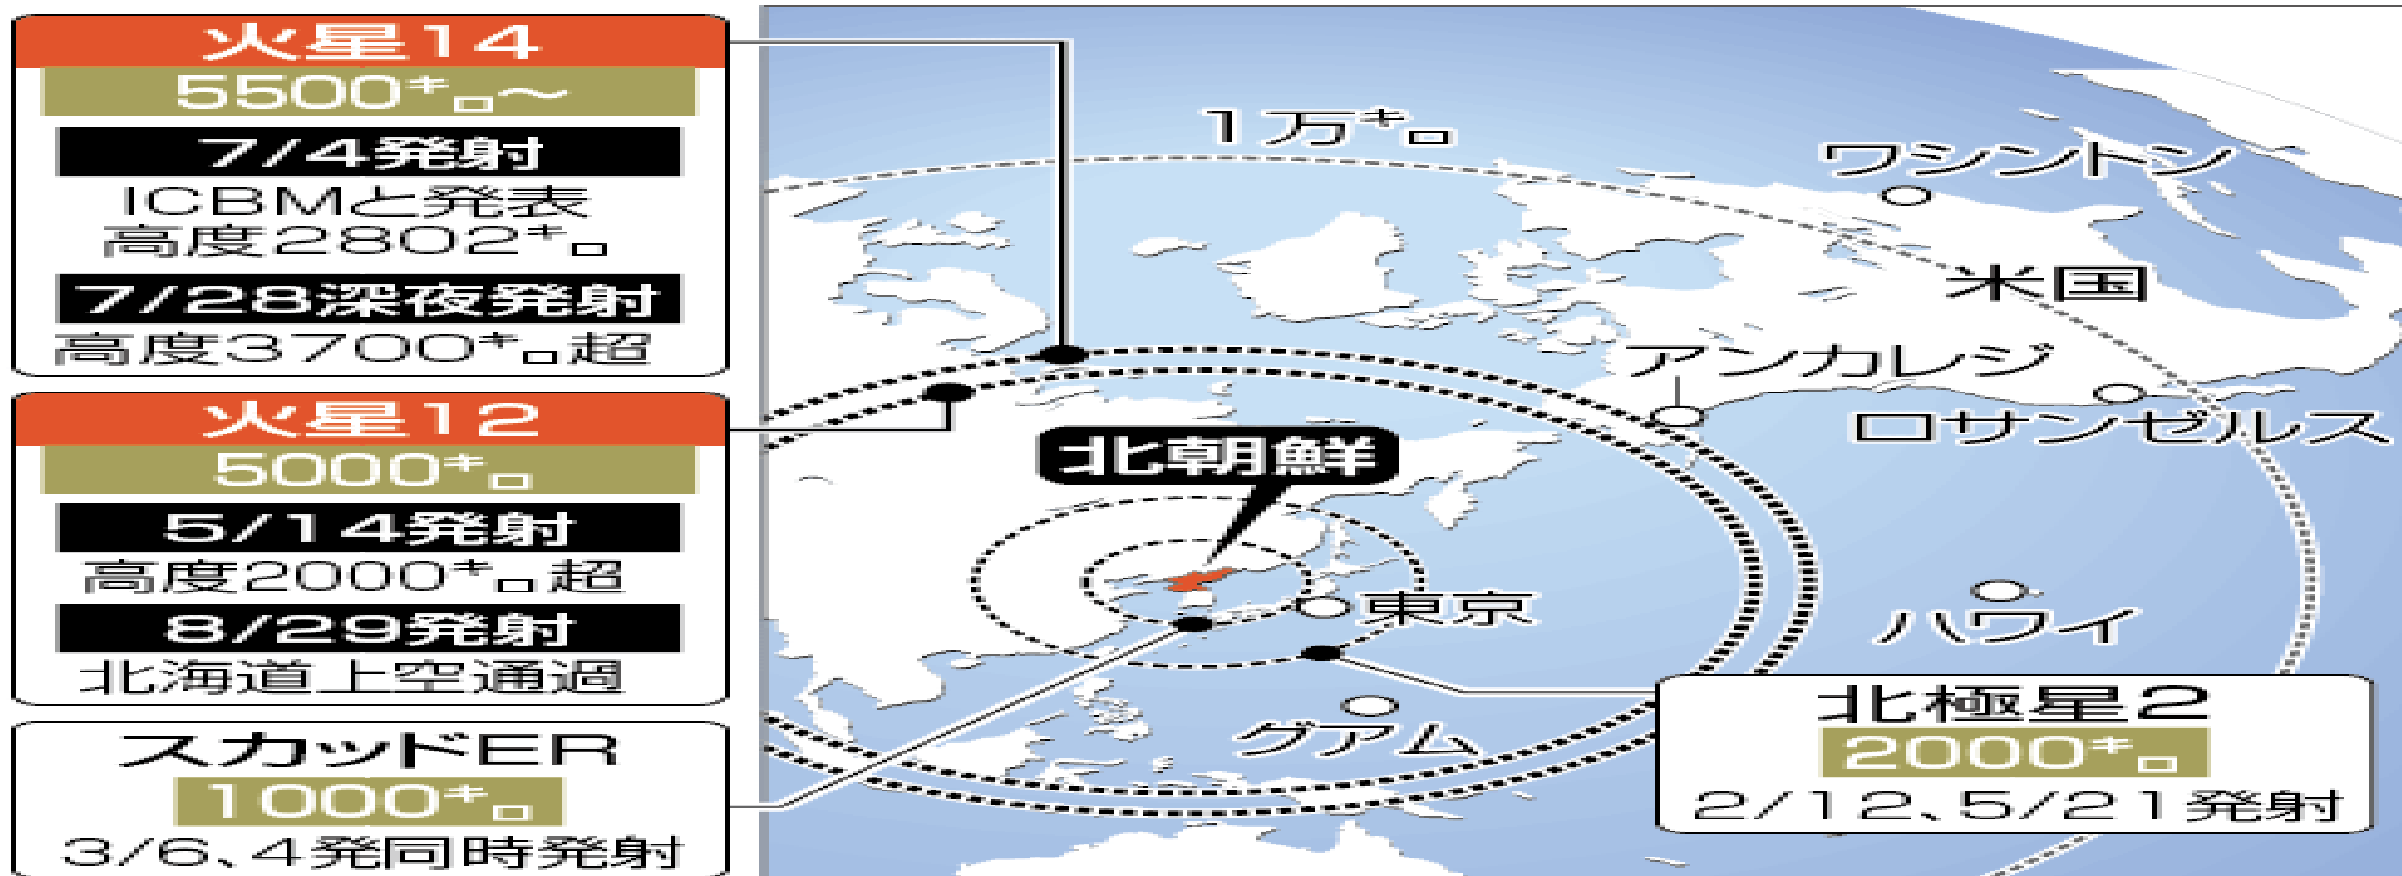 火星14
5500㌔~
7/4発射
ICBMと発表
高度2802㌔
7/28深夜発射
高度3700㌔超
火星12
5000㌔
5/14発射
高度2000㌔超
8/29発射
北海道上空通過
スカッドER
1000㌔
3/6、4発同時発射
1万㌔
ワシントン
米国
アンカレジ
ロサンゼルス
北朝鮮
東京
ハワイ
グアム
北極星2
2000㌔
2/12、5/21発射